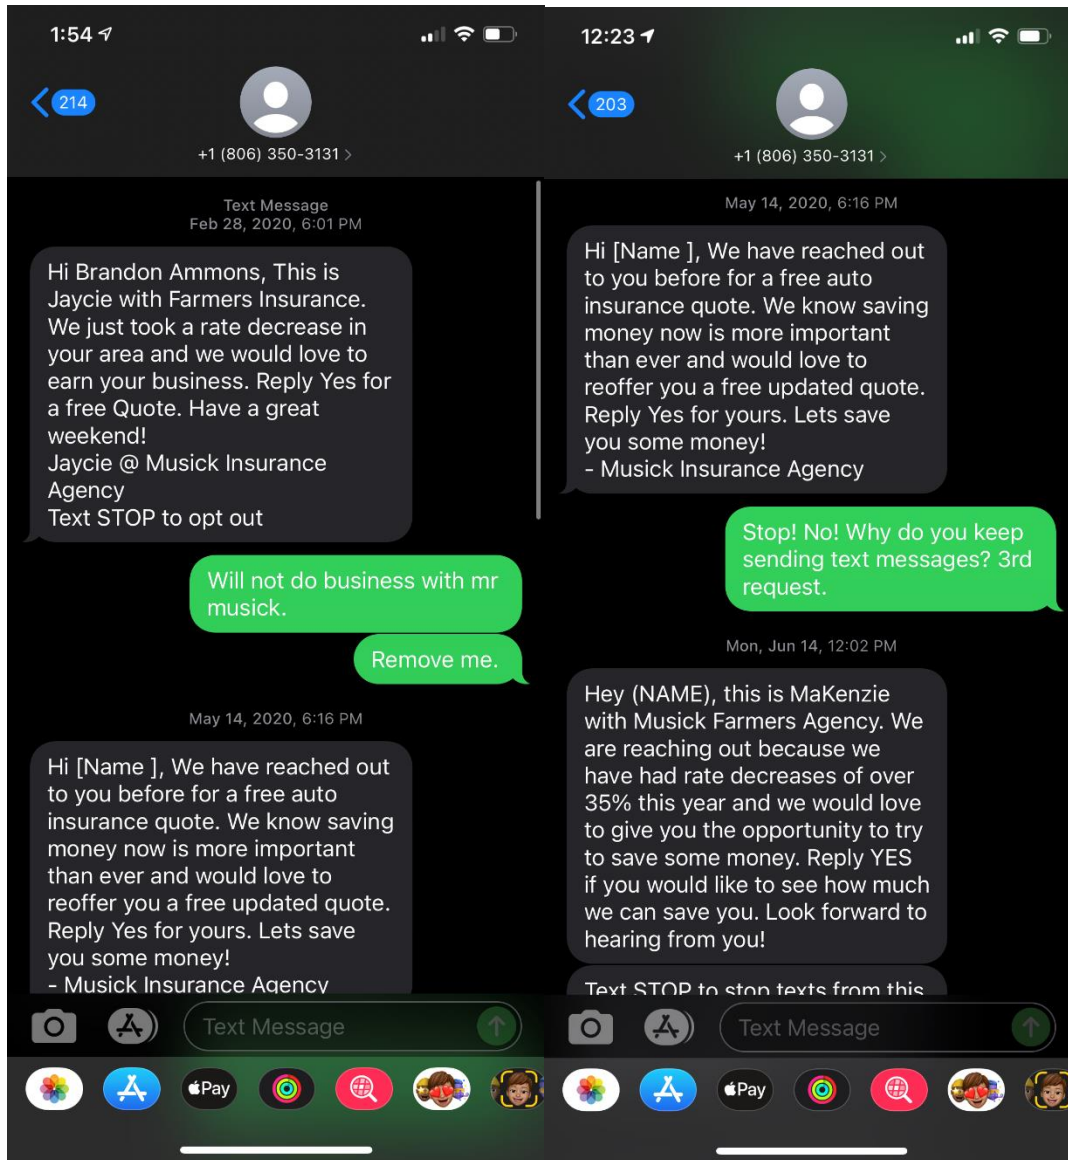 1:54
214
+1 (806) 350-3131 >
Text Message
Feb 28, 2020, 6:01 PM
Hi Brandon Ammons, This is
Jaycie with Farmers Insurance.
We just took a rate decrease in
your area and we would love to
earn your business. Reply Yes for
a free Quote. Have a great
weekend!
Jaycie @ Musick Insurance
Agency
Text STOP to opt out
Will not do business with mr
musick.
Remove me.
May 14, 2020, 6:16 PM
Hi [Name ], We have reached out
to you before for a free auto
insurance quote. We know saving
money now is more important
than ever and would love to
reoffer you a free updated quote.
Reply Yes for yours. Lets save
you some money!
- Musick Insurance Agency
Text Message
Pay
12:23
203
+1 (806) 350-3131 >
May 14, 2020, 6:16 PM
Hi [Name ], We have reached out
to you before for a free auto
insurance quote. We know saving
money now is more important
than ever and would love to
reoffer you a free updated quote.
Reply Yes for yours. Lets save
you some money!
- Musick Insurance Agency
Stop! No! Why do you keep
sending text messages? 3rd
request.
Mon, Jun 14, 12:02 PM
Hey (NAME), this is MaKenzie
with Musick Farmers Agency. We
are reaching out because we
have had rate decreases of over
35% this year and we would love
to give you the opportunity to try
to save some money. Reply YES
if you would like to see how much
we can save you. Look forward to
hearing from you!
Text STOP to stop texts from this
Text Message
Pay